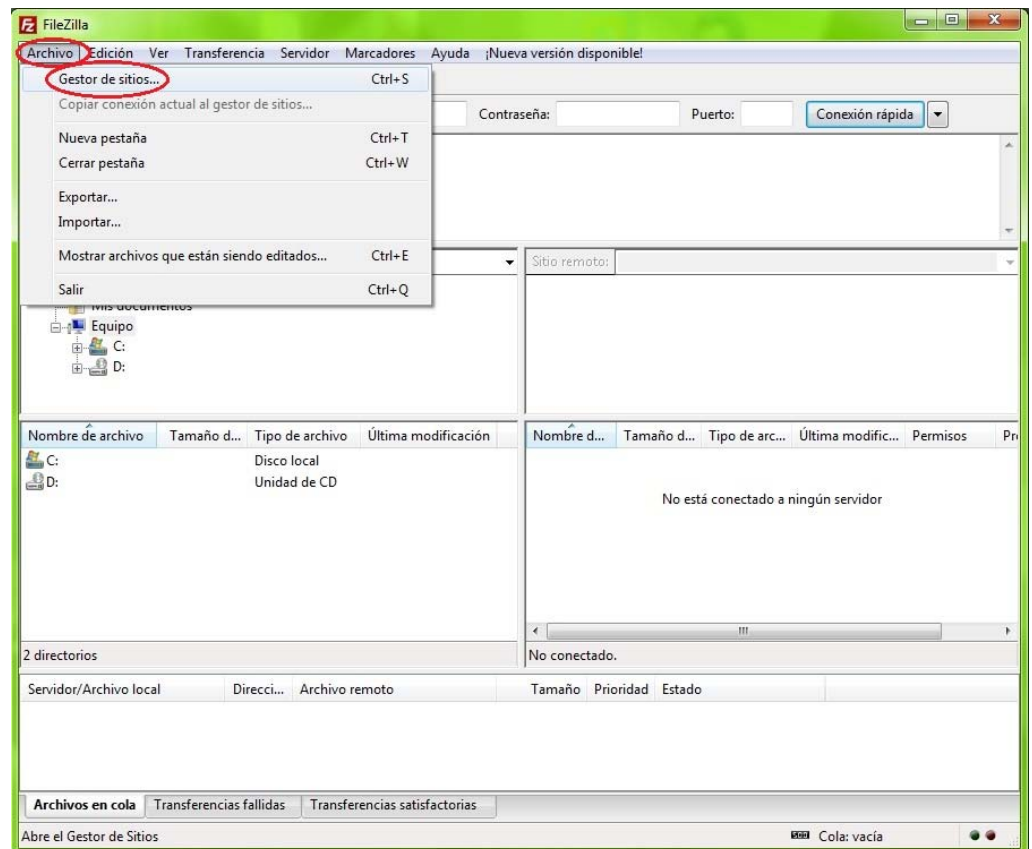 FileZilla
Archivo Edición Ver Transferencia Servidor Marcadores Ayuda ¡Nueva versión disponible!
Gestor de sitios... Ctrl+S
Copiar conexión actual al gestor de sitios...
Contraseña: Puerto: Conexión rápida
Nueva pestaña Ctrl+T
Cerrar pestaña Ctrl+W
Exportar...
Importar...
Mostrar archivos que están siendo editados... Ctrl+E
Sitio remoto:
Salir Ctrl+Q
Mis documentos
Equipo
C:
D:
Nombre de archivo Tamaño d... Tipo de archivo Última modificación
Nombre d... Tamaño d... Tipo de arc... Última modific... Permisos Pr
C: Disco local
D: Unidad de CD
No está conectado a ningún servidor
2 directorios
No conectado.
Servidor/Archivo local Direcci... Archivo remoto Tamaño Prioridad Estado
Archivos en cola Transferencias fallidas Transferencias satisfactorias
Abre el Gestor de Sitios Cola: vacía